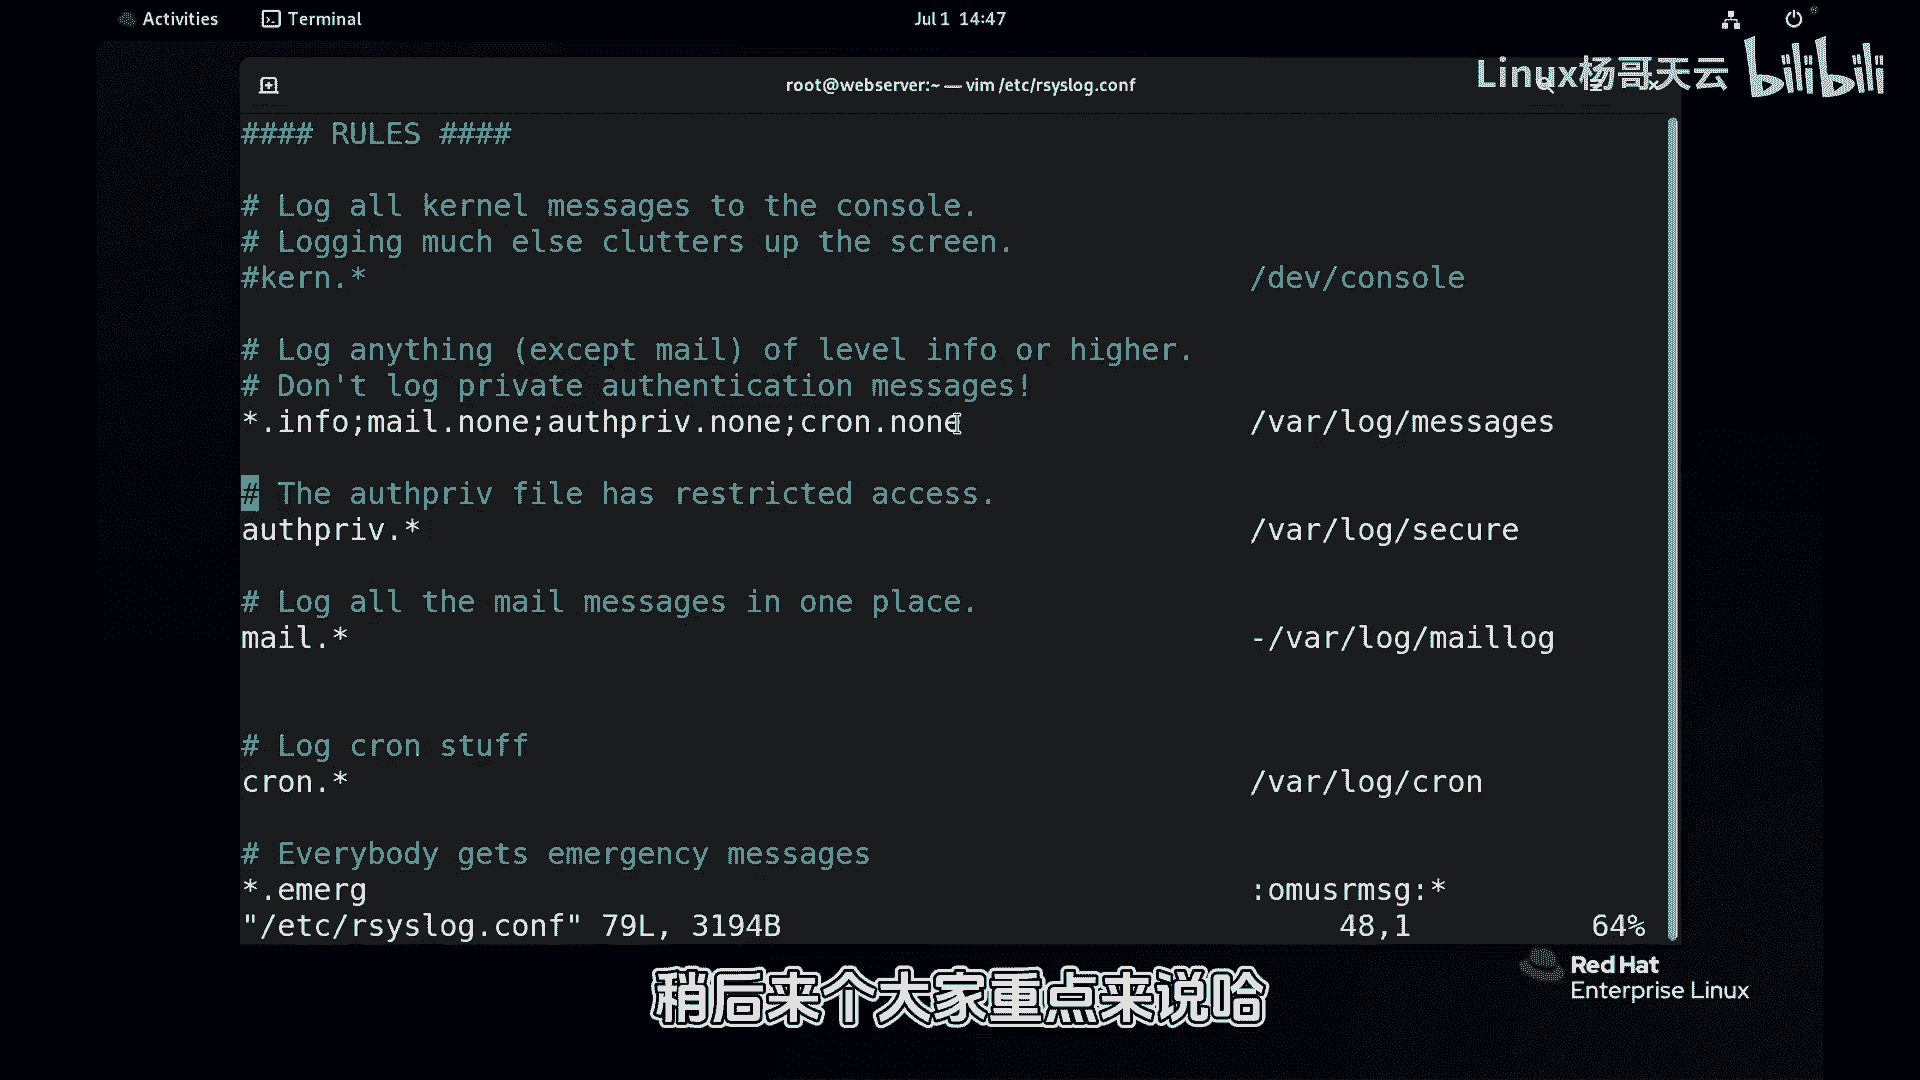 Activities Terminal Jul 1 14:47
Linux杨哥天云 bilibili
root@webserver:~ — vim /etc/rsyslog.conf
#### RULES ####
# Log all kernel messages to the console.
# Logging much else clutters up the screen.
#kern.* /dev/console
# Log anything (except mail) of level info or higher.
# Don't log private authentication messages!
*.info;mail.none;authpriv.none;cron.none /var/log/messages
# The authpriv file has restricted access.
authpriv.* /var/log/secure
# Log all the mail messages in one place.
mail.* -/var/log/maillog
# Log cron stuff
cron.* /var/log/cron
# Everybody gets emergency messages
*.emerg :omusrmsg:*
"/etc/rsyslog.conf" 79L, 3194B 48,1 64%
Red Hat
Enterprise Linux
稍后来个大家重点来说哈